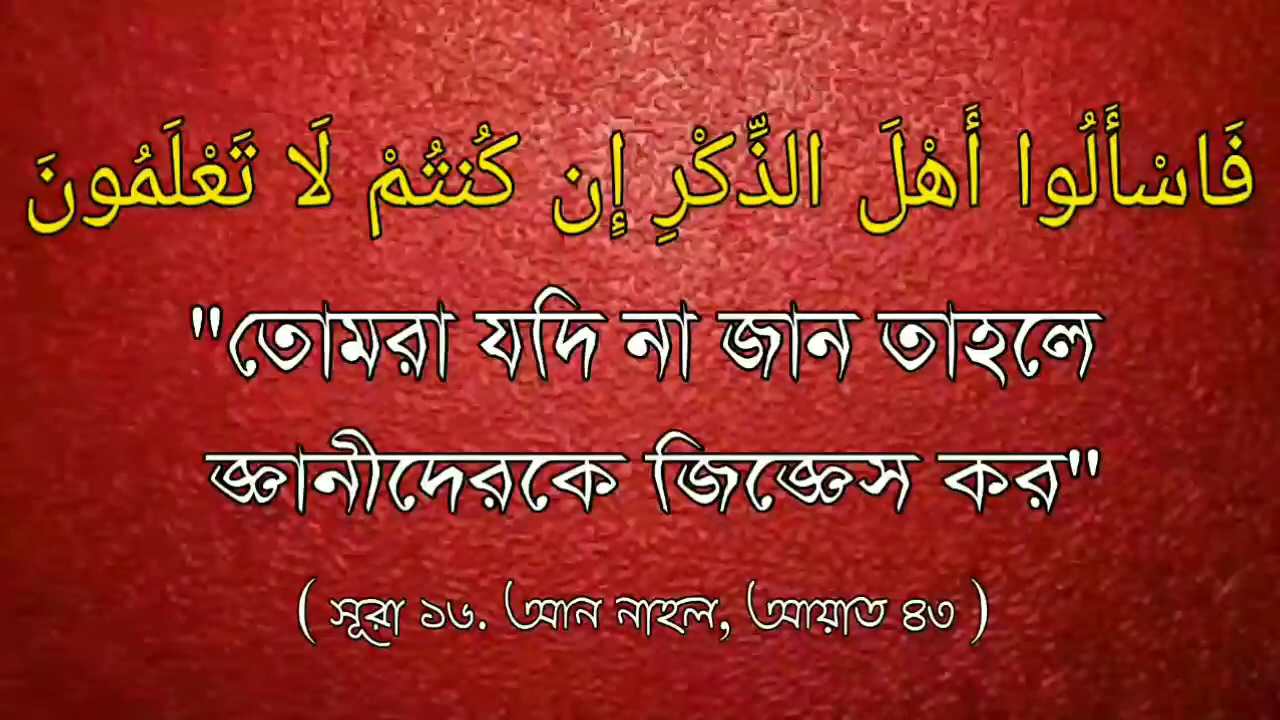 فَاسْأَلُوا أَهْلَ الذِّكْرِ إِن كُنتُمْ لَا تَعْلَمُونَ
"তোমরা যদি না জান তাহলে
জ্ঞানীদেরকে জিজ্ঞেস কর"
( সূরা ১৬. আন নাহল, আয়াত ৪৩ )